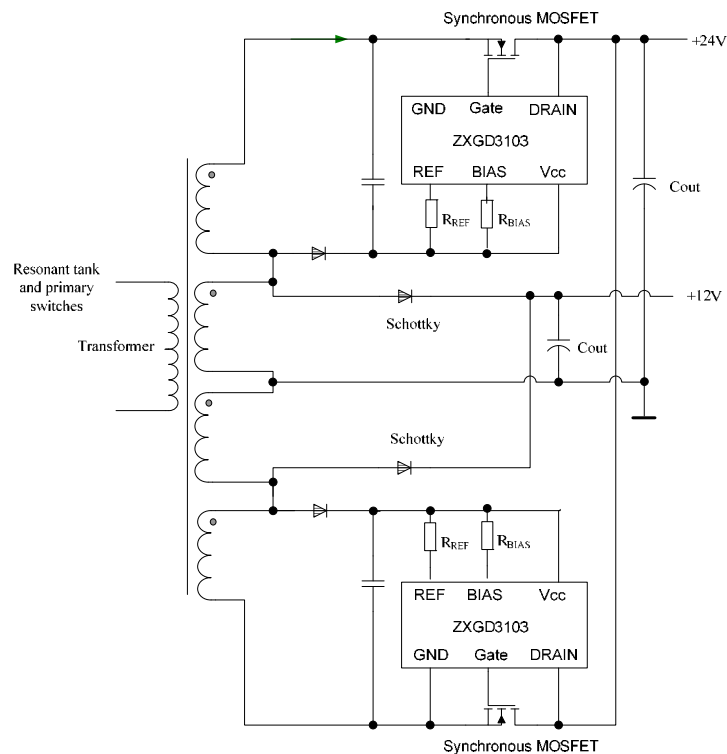 Synchronous MOSFET
+24V
GND Gate DRAIN
ZXGD3103
REF BIAS Vcc
Cout
RREF RBIAS
Resonant tank
and primary
switches
+12V
Schottky
Transformer
Cout
Schottky
RREF RBIAS
REF BIAS Vcc
ZXGD3103
GND Gate DRAIN
Synchronous MOSFET